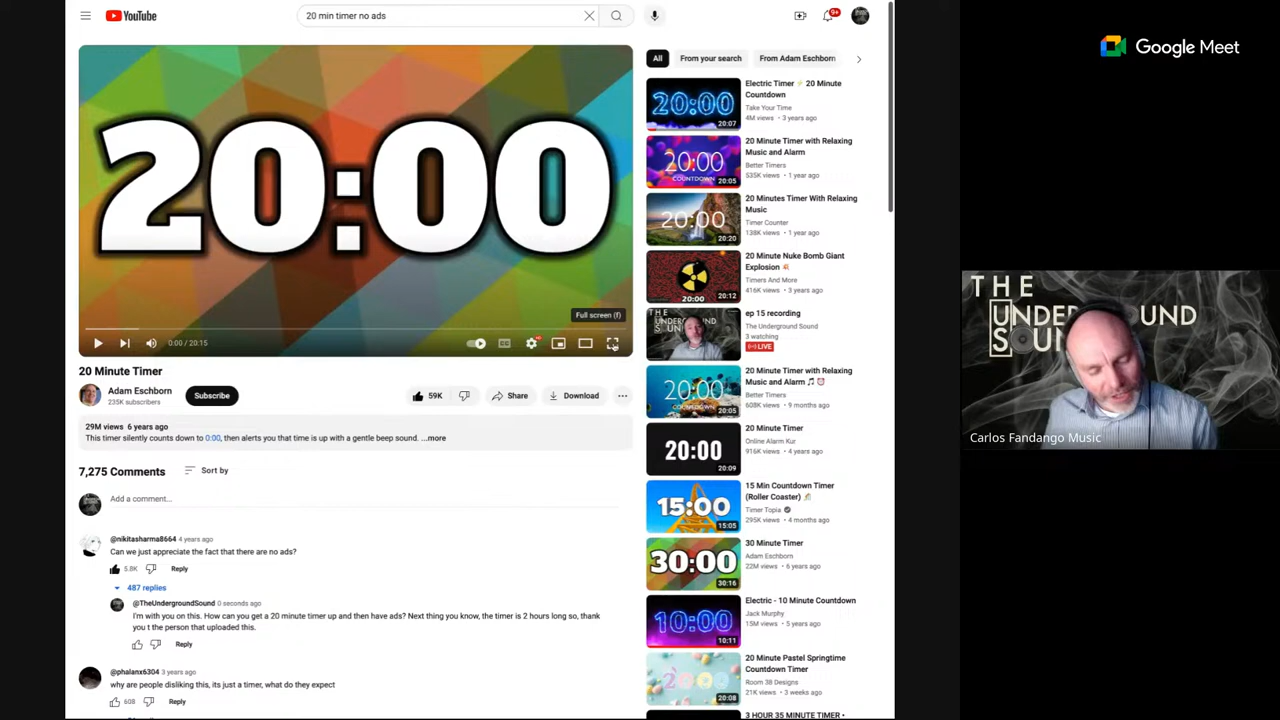 YouTube
20 min timer no ads
9+
Google Meet
20:00
Full screen (f)
0:00 / 20:15
20 Minute Timer
Adam Eschborn
235K subscribers
Subscribe
59K
Share
Download
29M views 6 years ago
This timer silently counts down to 0:00, then alerts you that time is up with a gentle beep sound. ...more
7,275 Comments
Sort by
Add a comment...
@nikitasharma8664 4 years ago
Can we just appreciate the fact that there are no ads?
5.8K
Reply
487 replies
@TheUndergroundSound 0 seconds ago
I'm with you on this. How can you get a 20 minute timer up and then have ads? Next thing you know, the timer is 2 hours long so, thank
you t the person that uploaded this.
Reply
@phalanx6304 3 years ago
why are people disliking this, its just a timer, what do they expect
608
Reply
All
From your search
From Adam Eschborn
20:00
20:07
Electric Timer ⚡ 20 Minute
Countdown
Take Your Time
4M views • 3 years ago
20:00
COUNTDOWN
20:05
20 Minute Timer with Relaxing
Music and Alarm
Better Timers
535K views • 1 year ago
20:00
20:20
20 Minutes Timer With Relaxing
Music
Timer Counter
138K views • 1 year ago
20:00
20:12
20 Minute Nuke Bomb Giant
Explosion
Timers And More
416K views • 3 years ago
THE
UNDERGROUND
ep 15 recording
The Underground Sound
3 watching
LIVE
20:00
COUNTDOWN
20:05
20 Minute Timer with Relaxing
Music and Alarm 🎵 ⏰
Better Timers
608K views • 9 months ago
20:00
20:09
20 Minute Timer
Online Alarm Kur
916K views • 4 years ago
15:00
15:05
15 Min Countdown Timer
(Roller Coaster)
Timer Topia
295K views • 4 months ago
30:00
30:16
30 Minute Timer
Adam Eschborn
22M views • 6 years ago
10:00
10:11
Electric - 10 Minute Countdown
Jack Murphy
15M views • 5 years ago
20:08
20 Minute Pastel Springtime
Countdown Timer
Room 38 Designs
21K views • 3 weeks ago
3 HOUR 35 MINUTE TIMER •
THE
UND
OUND
S
Carlos Fandango Music